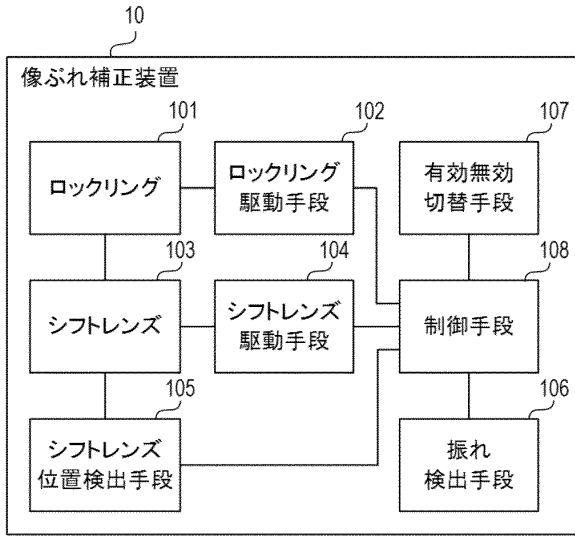 10
像ぶれ補正装置
101
102
107
ロックリング
ロックリング
駆動手段
有効無効
切替手段
103
104
108
シフトレンズ
シフトレンズ
駆動手段
制御手段
105
106
シフトレンズ
位置検出手段
振れ
検出手段